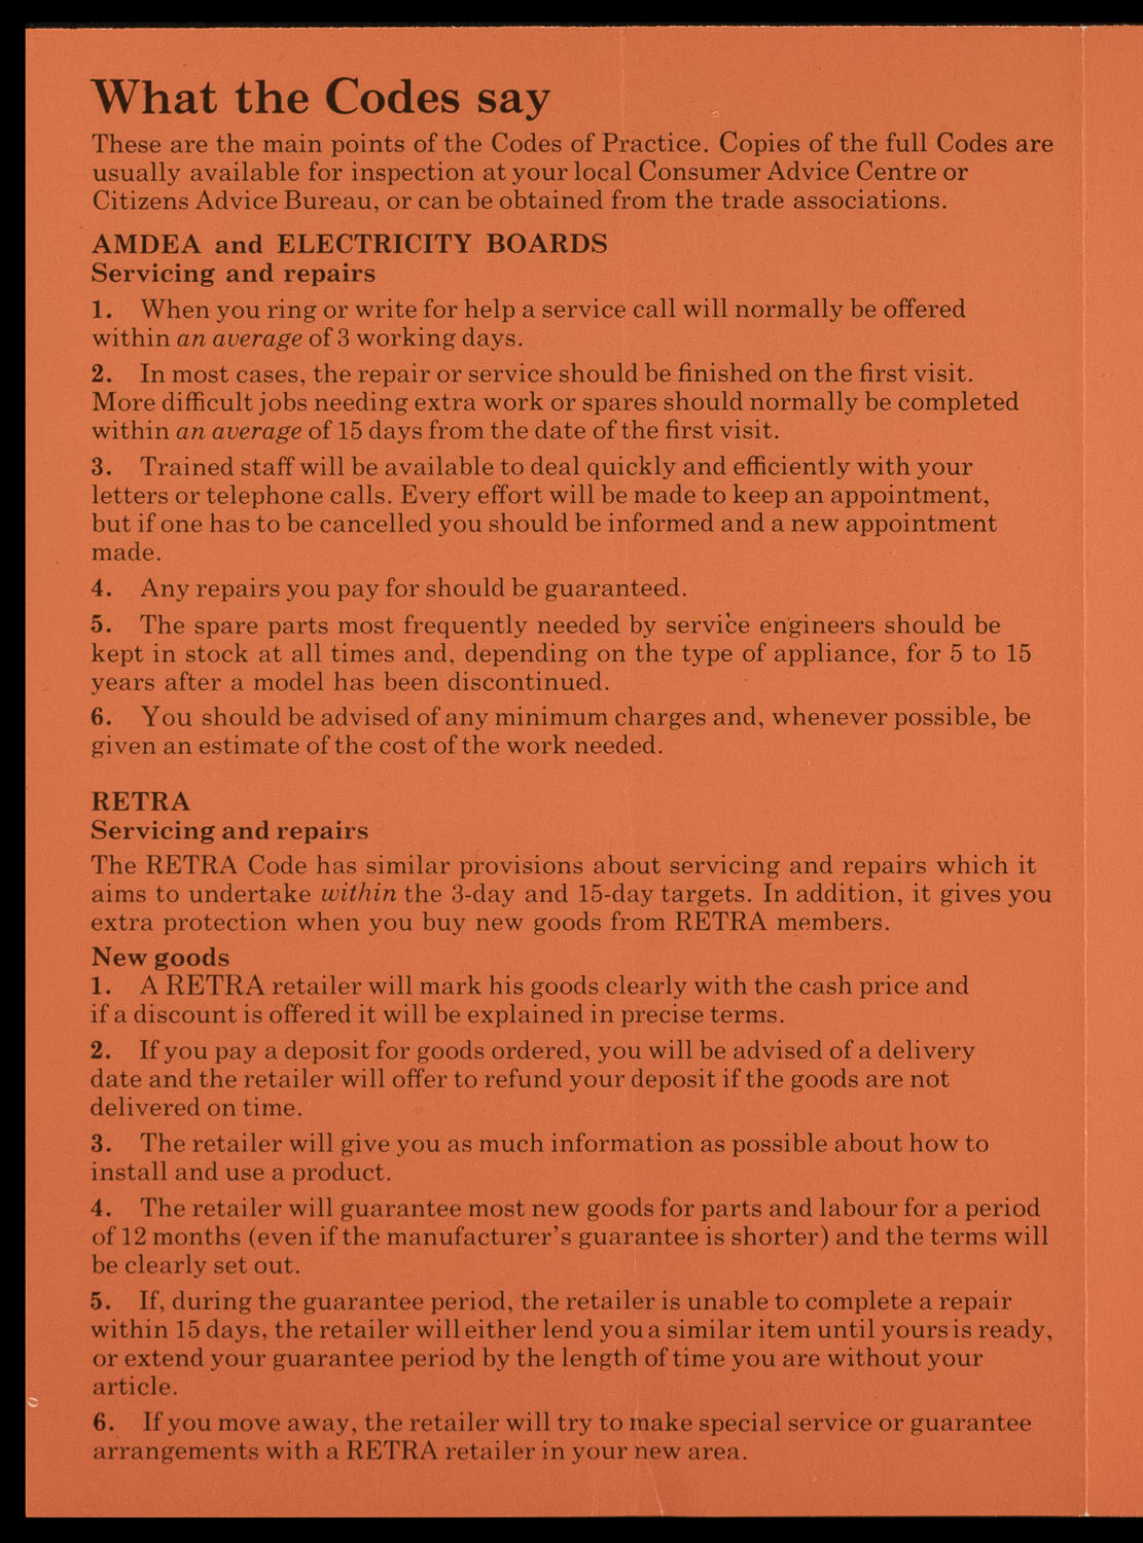 What the Codes say
These are the main points of the Codes of Practice. Copies of the full Codes are
usually available for inspection at your local Consumer Advice Centre or
Citizens Advice Bureau, or can be obtained from the trade associations.
AMDEA and ELECTRICITY BOARDS
Servicing and repairs
1. When you ring or write for help a service call will normally be offered
within an average of 3 working days.
2. In most cases, the repair or service should be finished on the first visit.
More difficult jobs needing extra work or spares should normally be completed
within an average of 15 days from the date of the first visit.
3. Trained staff will be available to deal quickly and efficiently with your
letters or telephone calls. Every effort will be made to keep an appointment,
but if one has to be cancelled you should be informed and a new appointment
made.
4. Any repairs you pay for should be guaranteed.
5. The spare parts most frequently needed by service engineers should be
kept in stock at all times and, depending on the type of appliance, for 5 to 15
years after a model has been discontinued.
6. You should be advised of any minimum charges and, whenever possible, be
given an estimate of the cost of the work needed.
RETRA
Servicing and repairs
The RETRA Code has similar provisions about servicing and repairs which it
aims to undertake within the 3-day and 15-day targets. In addition, it gives you
extra protection when you buy new goods from RETRA members.
New goods
1. A RETRA retailer will mark his goods clearly with the cash price and
if a discount is offered it will be explained in precise terms.
2. If you pay a deposit for goods ordered, you will be advised of a delivery
date and the retailer will offer to refund your deposit if the goods are not
delivered on time.
3. The retailer will give you as much information as possible about how to
install and use a product.
4. The retailer will guarantee most new goods for parts and labour for a period
of 12 months (even if the manufacturer's guarantee is shorter) and the terms will
be clearly set out.
5. If, during the guarantee period, the retailer is unable to complete a repair
within 15 days, the retailer will either lend you a similar item until yours is ready,
or extend your guarantee period by the length of time you are without your
article.
6. If you move away, the retailer will try to make special service or guarantee
arrangements with a RETRA retailer in your new area.